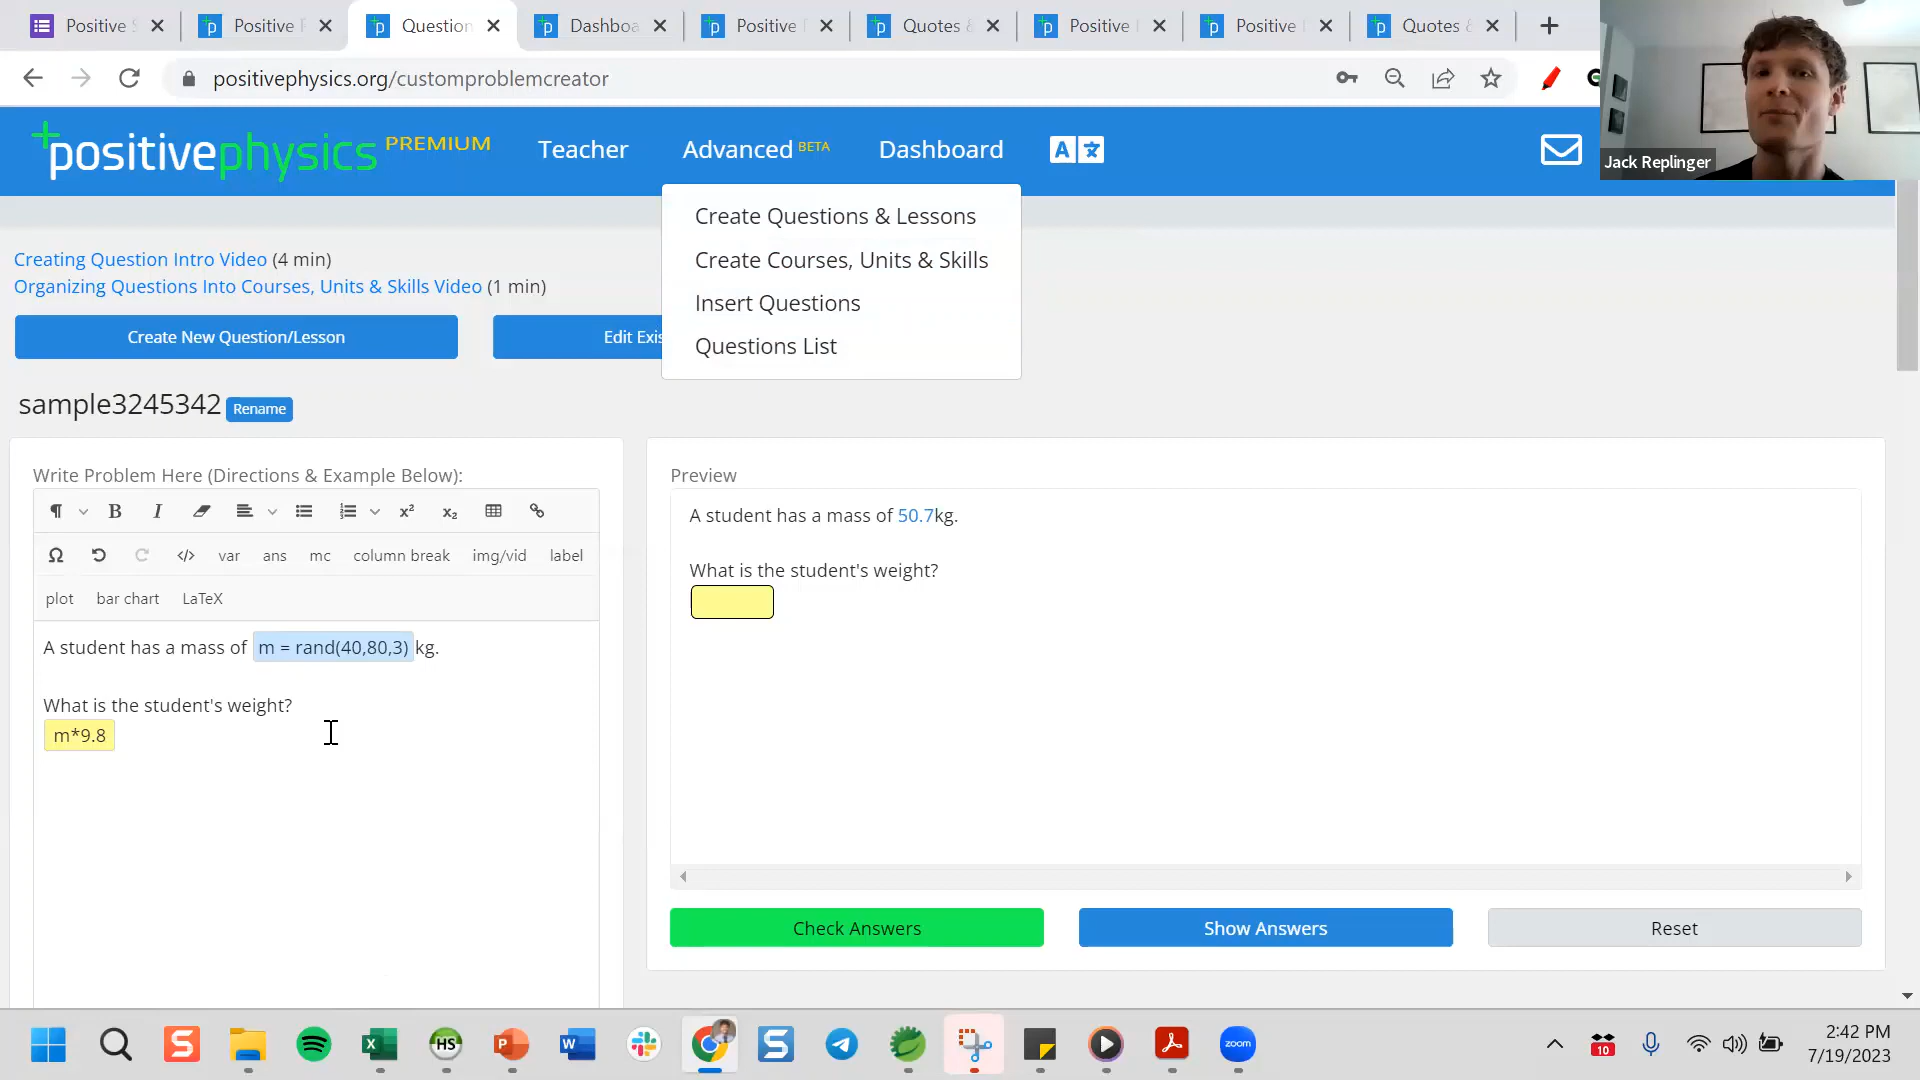 Positive S
Positive P
Question
Dashboa
Positive
Quotes &
Positive
Positive
Quotes &
positivephysics.org/customproblemcreator
+positivephysics PREMIUM
Teacher
Advanced BETA
Dashboard
Jack Replinger
Create Questions & Lessons
Create Courses, Units & Skills
Insert Questions
Questions List
Creating Question Intro Video (4 min)
Organizing Questions Into Courses, Units & Skills Video (1 min)
Create New Question/Lesson
Edit Exis
sample3245342
Rename
Write Problem Here (Directions & Example Below):
var
ans
mc
column break
img/vid
label
plot
bar chart
LaTeX
A student has a mass of m = rand(40,80,3) kg.
What is the student's weight?
m*9.8
Preview
A student has a mass of 50.7kg.
What is the student's weight?
Check Answers
Show Answers
Reset
HS
zoom
10
2:42 PM
7/19/2023